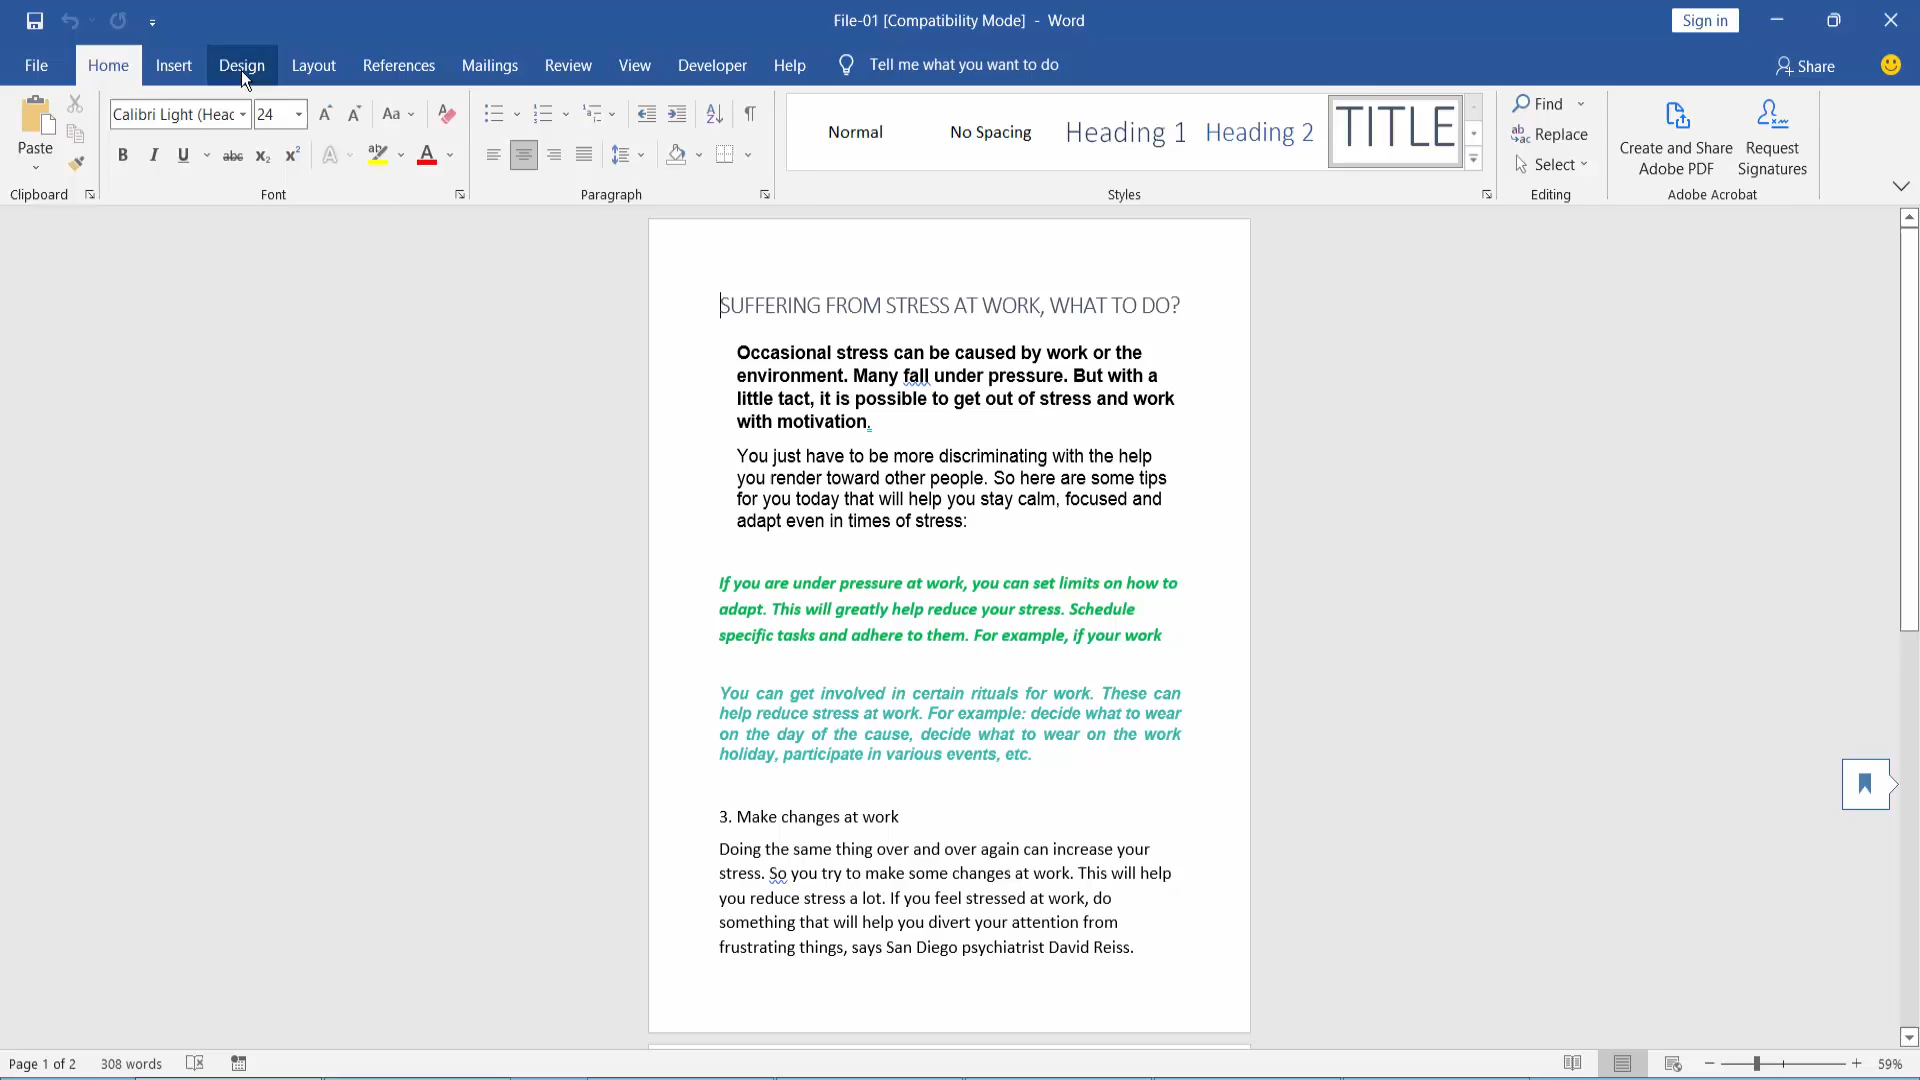 File-01 [Compatibility Mode] - Word
Sign in
File Home Insert Design Layout References Mailings Review View Developer Help Tell me what you want to do Share
Paste
Clipboard
Calibri Light (Head 24
Aa
B I U abc x₂ x² A ab A
Font
Paragraph
Normal No Spacing Heading 1 Heading 2 TITLE
Styles
Find
Replace
Select
Editing
Create and Share Adobe PDF
Request Signatures
Adobe Acrobat
SUFFERING FROM STRESS AT WORK, WHAT TO DO?
Occasional stress can be caused by work or the
environment. Many fall under pressure. But with a
little tact, it is possible to get out of stress and work
with motivation.
You just have to be more discriminating with the help
you render toward other people. So here are some tips
for you today that will help you stay calm, focused and
adapt even in times of stress:
If you are under pressure at work, you can set limits on how to
adapt. This will greatly help reduce your stress. Schedule
specific tasks and adhere to them. For example, if your work
You can get involved in certain rituals for work. These can
help reduce stress at work. For example: decide what to wear
on the day of the cause, decide what to wear on the work
holiday, participate in various events, etc.
3. Make changes at work
Doing the same thing over and over again can increase your
stress. So you try to make some changes at work. This will help
you reduce stress a lot. If you feel stressed at work, do
something that will help you divert your attention from
frustrating things, says San Diego psychiatrist David Reiss.
Page 1 of 2 308 words 59%